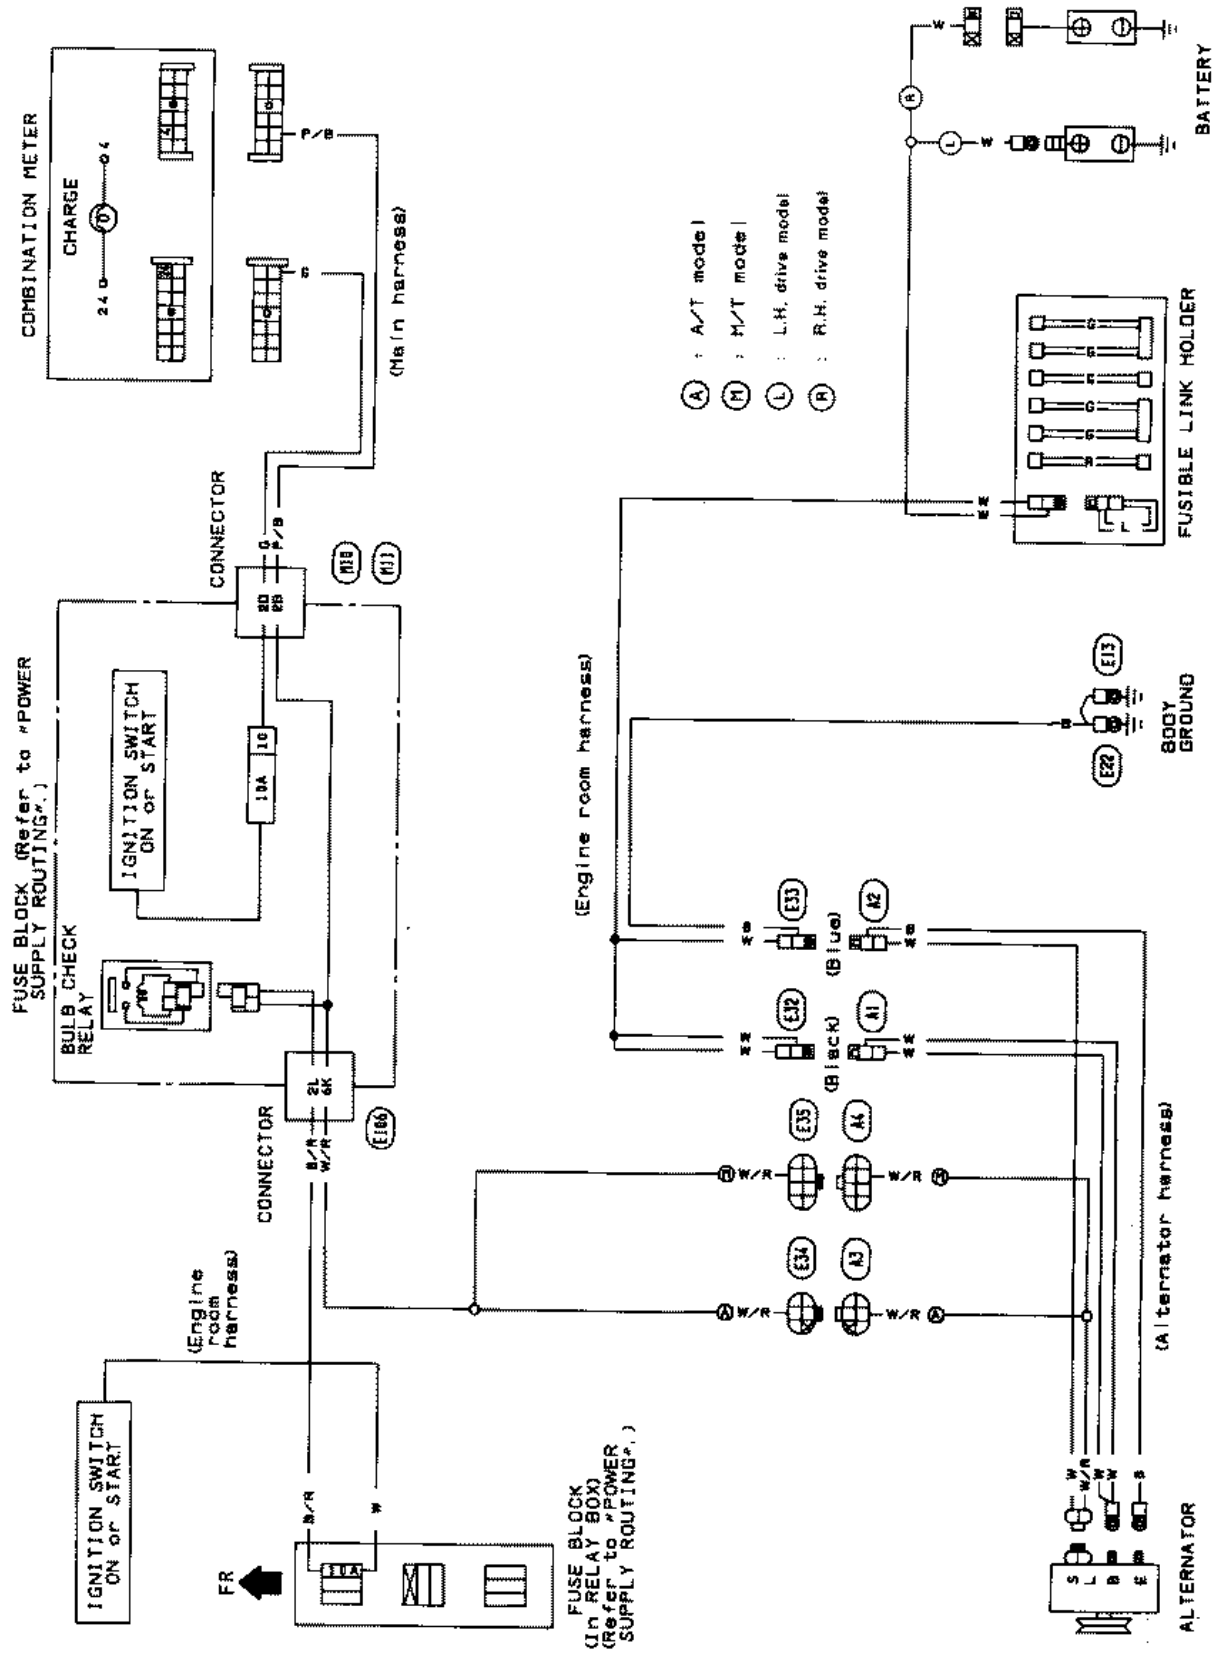 COMBINATION METER
CHARGE
24
4
P/B
G
(Main harness)
FUSE BLOCK (Refer to "POWER
SUPPLY ROUTING".)
BULB CHECK
RELAY
IGNITION SWITCH
ON or START
10A
10
CONNECTOR
G
P/B
2D
2B
M10
M11
CONNECTOR
2L
6K
B/R
W/R
E106
(Engine
room
harness)
IGNITION SWITCH
ON or START
FR
B/R
W
10A
FUSE BLOCK
(In RELAY BOX)
(Refer to "POWER
SUPPLY ROUTING".)
A : A/T model
M : M/T model
L : L.H. drive model
R : R.H. drive model
R
W
L
W
BATTERY
FUSIBLE LINK HOLDER
G
G
G
G
G
R
L
W
W
(Engine room harness)
B
E13
E22
BODY
GROUND
E33
A2
(Blue)
W
B
B
W
E32
A1
(Black)
W
W
W
W
E35
A4
M W/R
W/R M
E34
A3
A W/R
W/R A
(Alternator harness)
W
W/R
W
W
B
S
L
B
E
ALTERNATOR